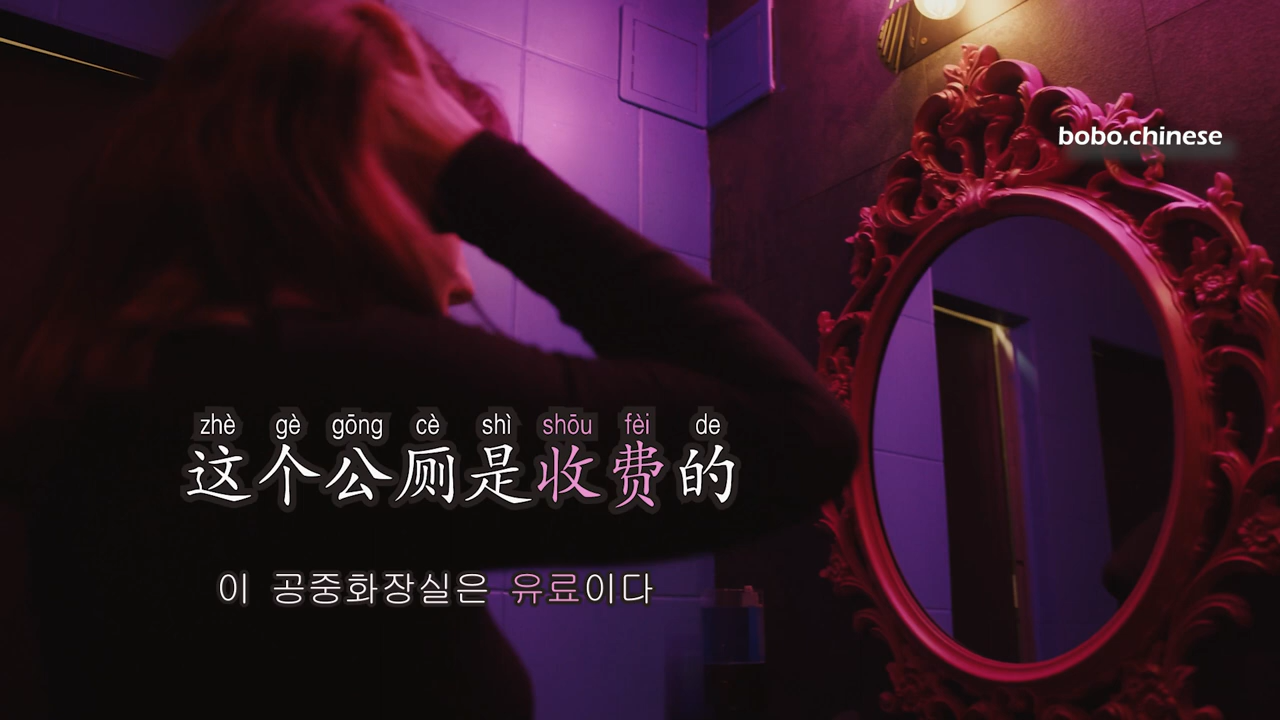 bobo.chinese
zhè gè gōng cè shì shōu fèi de
这个公厕是收费的
이 공중화장실은 유료이다